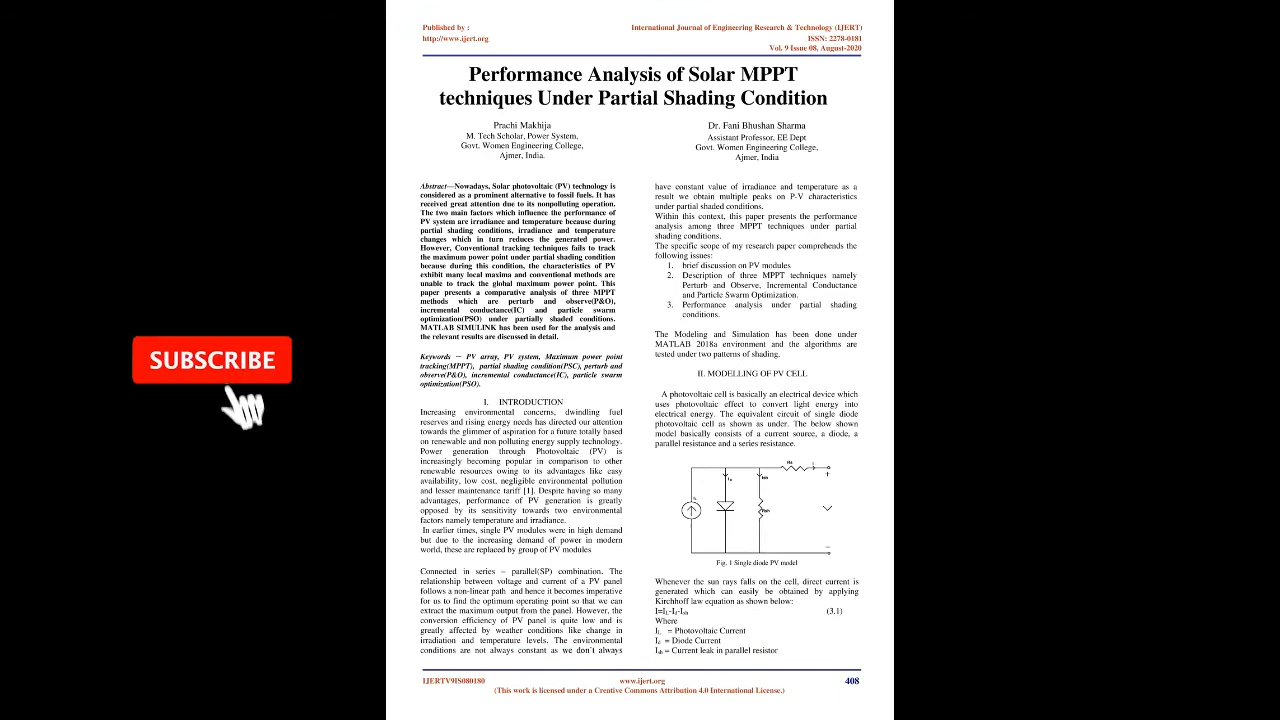 Published by :
http://www.ijert.org
International Journal of Engineering Research & Technology (IJERT)
ISSN: 2278-0181
Vol. 9 Issue 08, August-2020
Performance Analysis of Solar MPPT
techniques Under Partial Shading Condition
Prachi Makhija
M. Tech Scholar, Power System,
Govt. Women Engineering College,
Ajmer, India.
Dr. Fani Bhushan Sharma
Assistant Professor, EE Dept
Govt. Women Engineering College,
Ajmer, India
Abstract—Nowadays, Solar photovoltaic (PV) technology is
considered as a prominent alternative to fossil fuels. It has
received great attention due to its nonpolluting operation.
The two main factors which influence the performance of
PV system are irradiance and temperature because during
partial shading conditions, irradiance and temperature
changes which in turn reduces the generated power.
However, Conventional tracking techniques fails to track
the maximum power point under partial shading condition
because during this condition, the characteristics of PV
exhibit many local maxima and conventional methods are
unable to track the global maximum power point. This
paper presents a comparative analysis of three MPPT
methods which are perturb and observe(P&O),
incremental conductance(IC) and particle swarm
optimization(PSO) under partially shaded conditions.
MATLAB SIMULINK has been used for the analysis and
the relevant results are discussed in detail.
Keywords — PV array, PV system, Maximum power point
tracking(MPPT), partial shading condition(PSC), perturb and
observe(P&O), incremental conductance(IC), particle swarm
optimization(PSO).
I. INTRODUCTION
Increasing environmental concerns, dwindling fuel
reserves and rising energy needs has directed our attention
towards the glimmer of aspiration for a future totally based
on renewable and non polluting energy supply technology.
Power generation through Photovoltaic (PV) is
increasingly becoming popular in comparison to other
renewable resources owing to its advantages like easy
availability, low cost, negligible environmental pollution
and lesser maintenance tariff [1]. Despite having so many
advantages, performance of PV generation is greatly
opposed by its sensitivity towards two environmental
factors namely temperature and irradiance.
In earlier times, single PV modules were in high demand
but due to the increasing demand of power in modern
world, these are replaced by group of PV modules
Connected in series – parallel(SP) combination. The
relationship between voltage and current of a PV panel
follows a non-linear path and hence it becomes imperative
for us to find the optimum operating point so that we can
extract the maximum output from the panel. However, the
conversion efficiency of PV panel is quite low and is
greatly affected by weather conditions like change in
irradiation and temperature levels. The environmental
conditions are not always constant as we don`t always
have constant value of irradiance and temperature as a
result we obtain multiple peaks on P-V characteristics
under partial shaded conditions.
Within this context, this paper presents the performance
analysis among three MPPT techniques under partial
shading conditions.
The specific scope of my research paper comprehends the
following issues:
1. brief discussion on PV modules
2. Description of three MPPT techniques namely
Perturb and Observe, Incremental Conductance
and Particle Swarm Optimization.
3. Performance analysis under partial shading
conditions.
The Modeling and Simulation has been done under
MATLAB 2018a environment and the algorithms are
tested under two patterns of shading.
II. MODELLING OF PV CELL
A photovoltaic cell is basically an electrical device which
uses photovoltaic effect to convert light energy into
electrical energy. The equivalent circuit of single diode
photovoltaic cell as shown as under. The below shown
model basically consists of a current source, a diode, a
parallel resistance and a series resistance.
Rs
Ish
Rsh
+
–
Fig. 1 Single diode PV model
Whenever the sun rays falls on the cell, direct current is
generated which can easily be obtained by applying
Kirchhoff law equation as shown below:
I=IL-Id-Ish (3.1)
Where
IL = Photovoltaic Current
Id = Diode Current
Ish = Current leak in parallel resistor
IJERTV9IS080180
www.ijert.org
408
(This work is licensed under a Creative Commons Attribution 4.0 International License.)
SUBSCRIBE